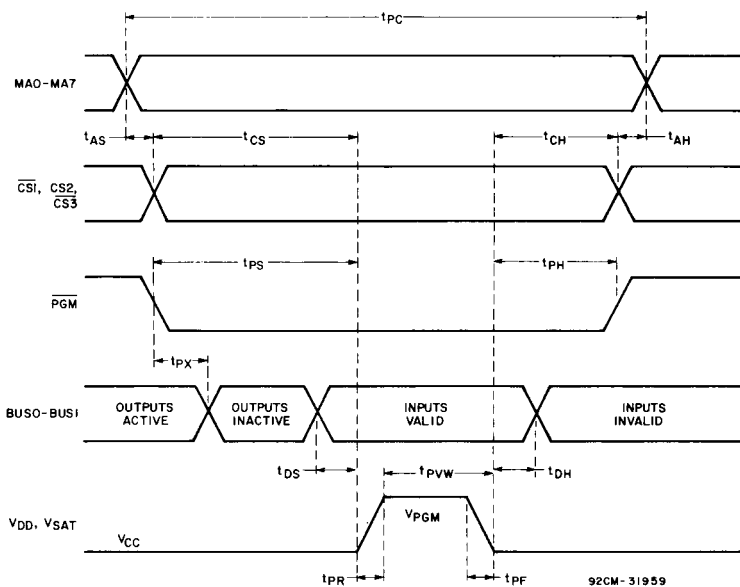 tPC
MA0-MA7
tAS tCS tCH tAH
CS1, CS2,
CS3
tPS tPH
PGM
tPX
BUS0-BUS1 OUTPUTS ACTIVE OUTPUTS INACTIVE INPUTS VALID INPUTS INVALID
tDS tPVW tDH
VDD, VSAT VCC VPGM
tPR tPF 92CM-31959